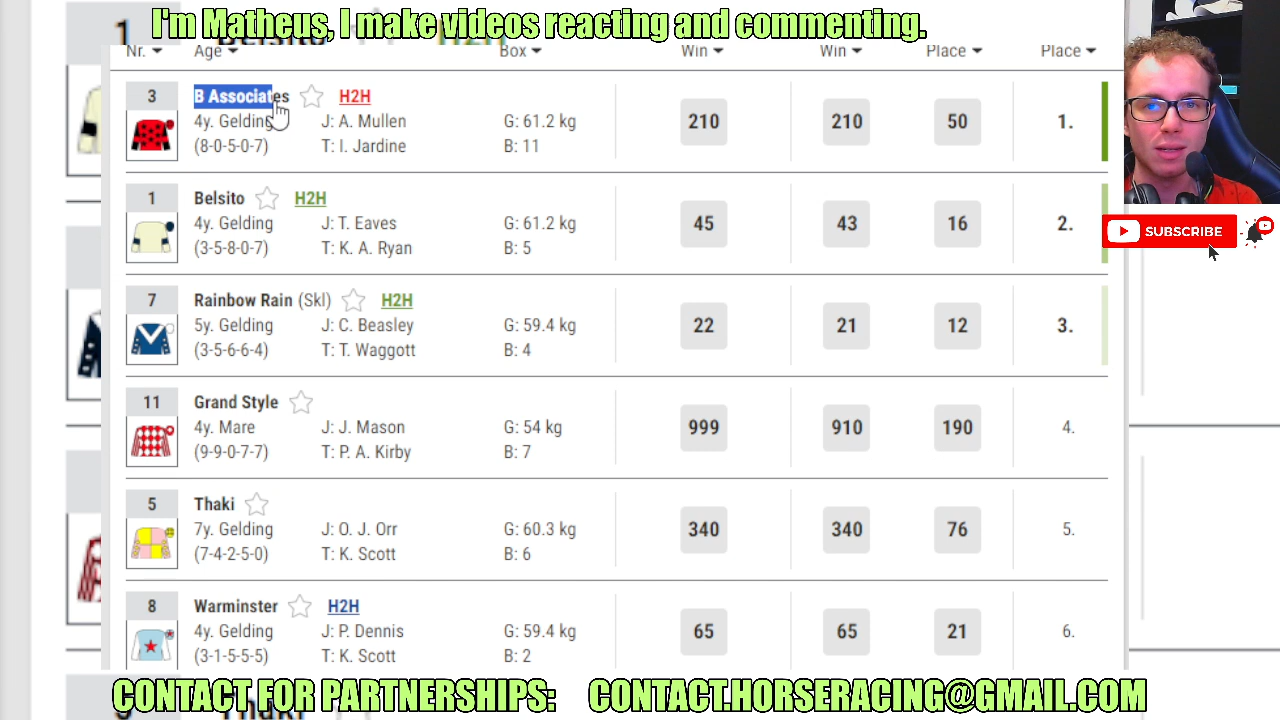 I'm Matheus, I make videos reacting and commenting.
1 Belsito H2H
Nr. Age Box Win Win Place Place
3 B Associates H2H
4y. Gelding J: A. Mullen G: 61.2 kg 210 210 50 1.
(8-0-5-0-7) T: I. Jardine B: 11
1 Belsito H2H
4y. Gelding J: T. Eaves G: 61.2 kg 45 43 16 2.
(3-5-8-0-7) T: K. A. Ryan B: 5
7 Rainbow Rain (Skl) H2H
5y. Gelding J: C. Beasley G: 59.4 kg 22 21 12 3.
(3-5-6-6-4) T: T. Waggott B: 4
11 Grand Style
4y. Mare J: J. Mason G: 54 kg 999 910 190 4.
(9-9-0-7-7) T: P. A. Kirby B: 7
5 Thaki
7y. Gelding J: O. J. Orr G: 60.3 kg 340 340 76 5.
(7-4-2-5-0) T: K. Scott B: 6
8 Warminster H2H
4y. Gelding J: P. Dennis G: 59.4 kg 65 65 21 6.
(3-1-5-5-5) T: K. Scott B: 2
SUBSCRIBE
CONTACT FOR PARTNERSHIPS: CONTACT.HORSERACING@GMAIL.COM
Thaki